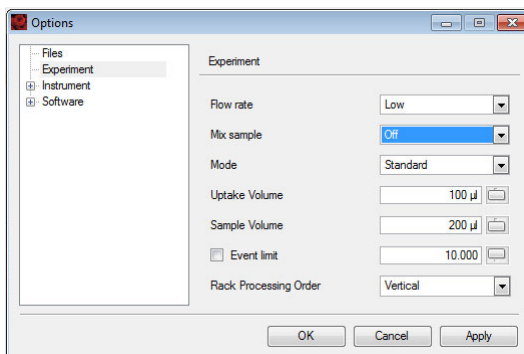 Options
Files
Experiment
Instrument
Software
Experiment
Flow rate Low
Mix sample Off
Mode Standard
Uptake Volume 100 µl
Sample Volume 200 µl
Event limit 10.000
Rack Processing Order Vertical
OK Cancel Apply